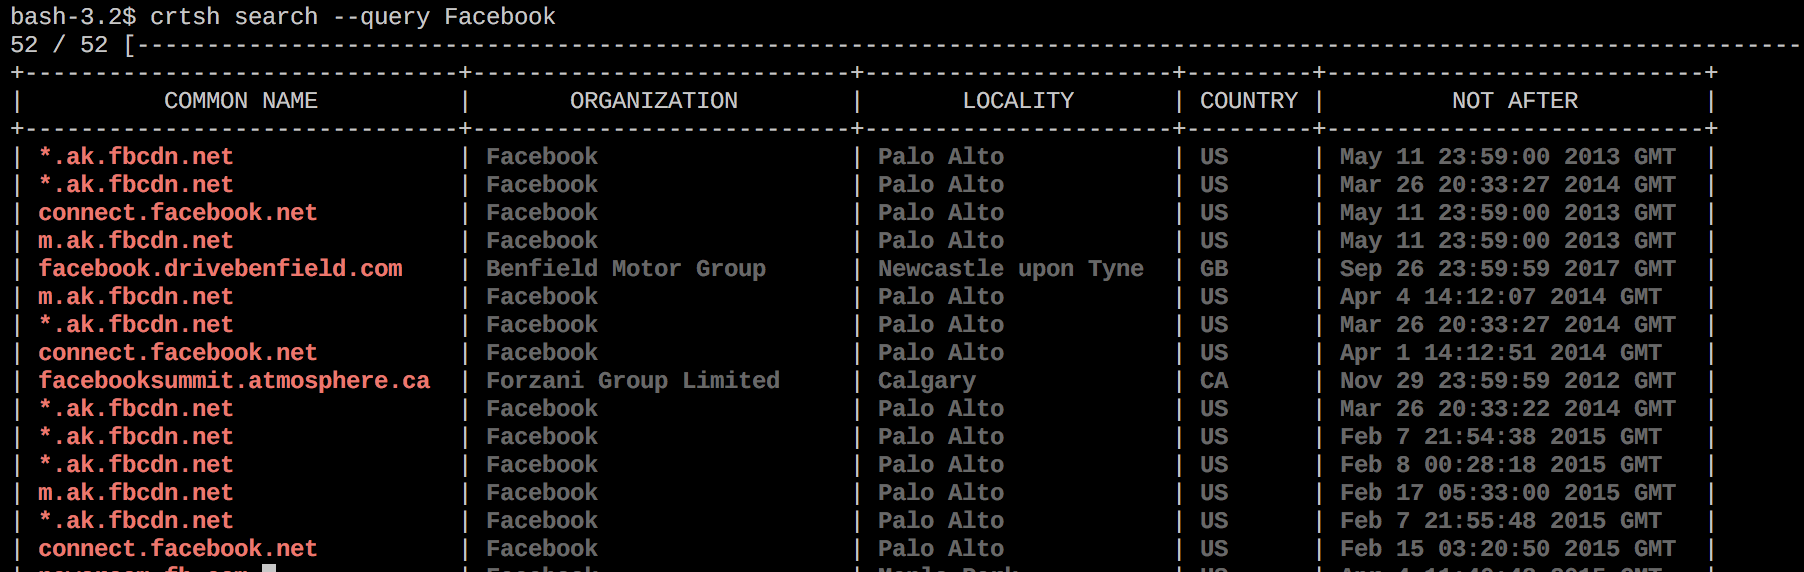 bash-3.2$ crtsh search --query Facebook
52 / 52 [-----------------------------------------------------------------------------------------------------------------------
+-------------------------------+---------------------------+----------------------+---------+---------------------------+
| COMMON NAME | ORGANIZATION | LOCALITY | COUNTRY | NOT AFTER |
+-------------------------------+---------------------------+----------------------+---------+---------------------------+
| *.ak.fbcdn.net | Facebook | Palo Alto | US | May 11 23:59:00 2013 GMT |
| *.ak.fbcdn.net | Facebook | Palo Alto | US | Mar 26 20:33:27 2014 GMT |
| connect.facebook.net | Facebook | Palo Alto | US | May 11 23:59:00 2013 GMT |
| m.ak.fbcdn.net | Facebook | Palo Alto | US | May 11 23:59:00 2013 GMT |
| facebook.drivebenfield.com | Benfield Motor Group | Newcastle upon Tyne | GB | Sep 26 23:59:59 2017 GMT |
| m.ak.fbcdn.net | Facebook | Palo Alto | US | Apr 4 14:12:07 2014 GMT |
| *.ak.fbcdn.net | Facebook | Palo Alto | US | Mar 26 20:33:27 2014 GMT |
| connect.facebook.net | Facebook | Palo Alto | US | Apr 1 14:12:51 2014 GMT |
| facebooksummit.atmosphere.ca | Forzani Group Limited | Calgary | CA | Nov 29 23:59:59 2012 GMT |
| *.ak.fbcdn.net | Facebook | Palo Alto | US | Mar 26 20:33:22 2014 GMT |
| *.ak.fbcdn.net | Facebook | Palo Alto | US | Feb 7 21:54:38 2015 GMT |
| *.ak.fbcdn.net | Facebook | Palo Alto | US | Feb 8 00:28:18 2015 GMT |
| m.ak.fbcdn.net | Facebook | Palo Alto | US | Feb 17 05:33:00 2015 GMT |
| *.ak.fbcdn.net | Facebook | Palo Alto | US | Feb 7 21:55:48 2015 GMT |
| connect.facebook.net | Facebook | Palo Alto | US | Feb 15 03:20:50 2015 GMT |